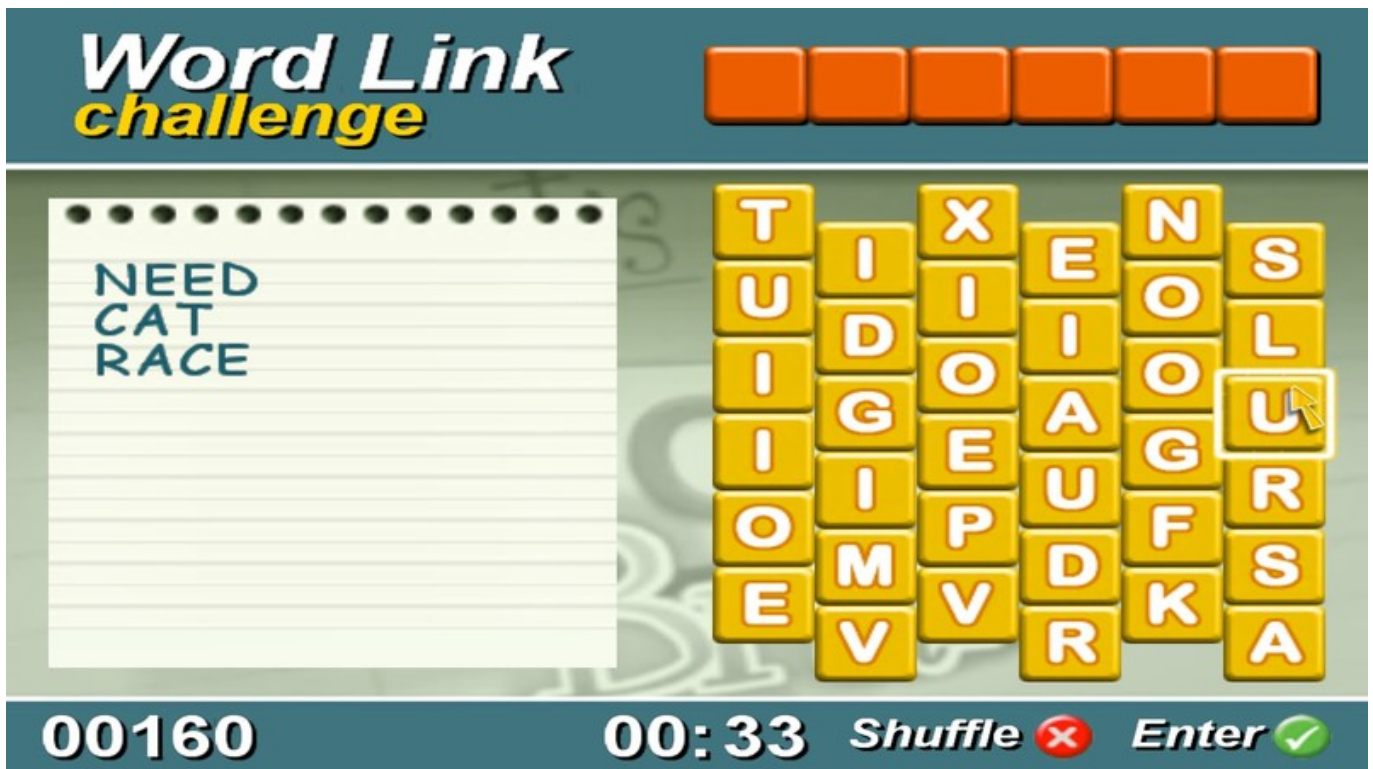 Word Link
challenge
NEED
CAT
RACE
T I X E N S
U D I I O L
I G O A O U
I I E U G R
O M P D F S
E V V R K A
00160
00:33
Shuffle
Enter